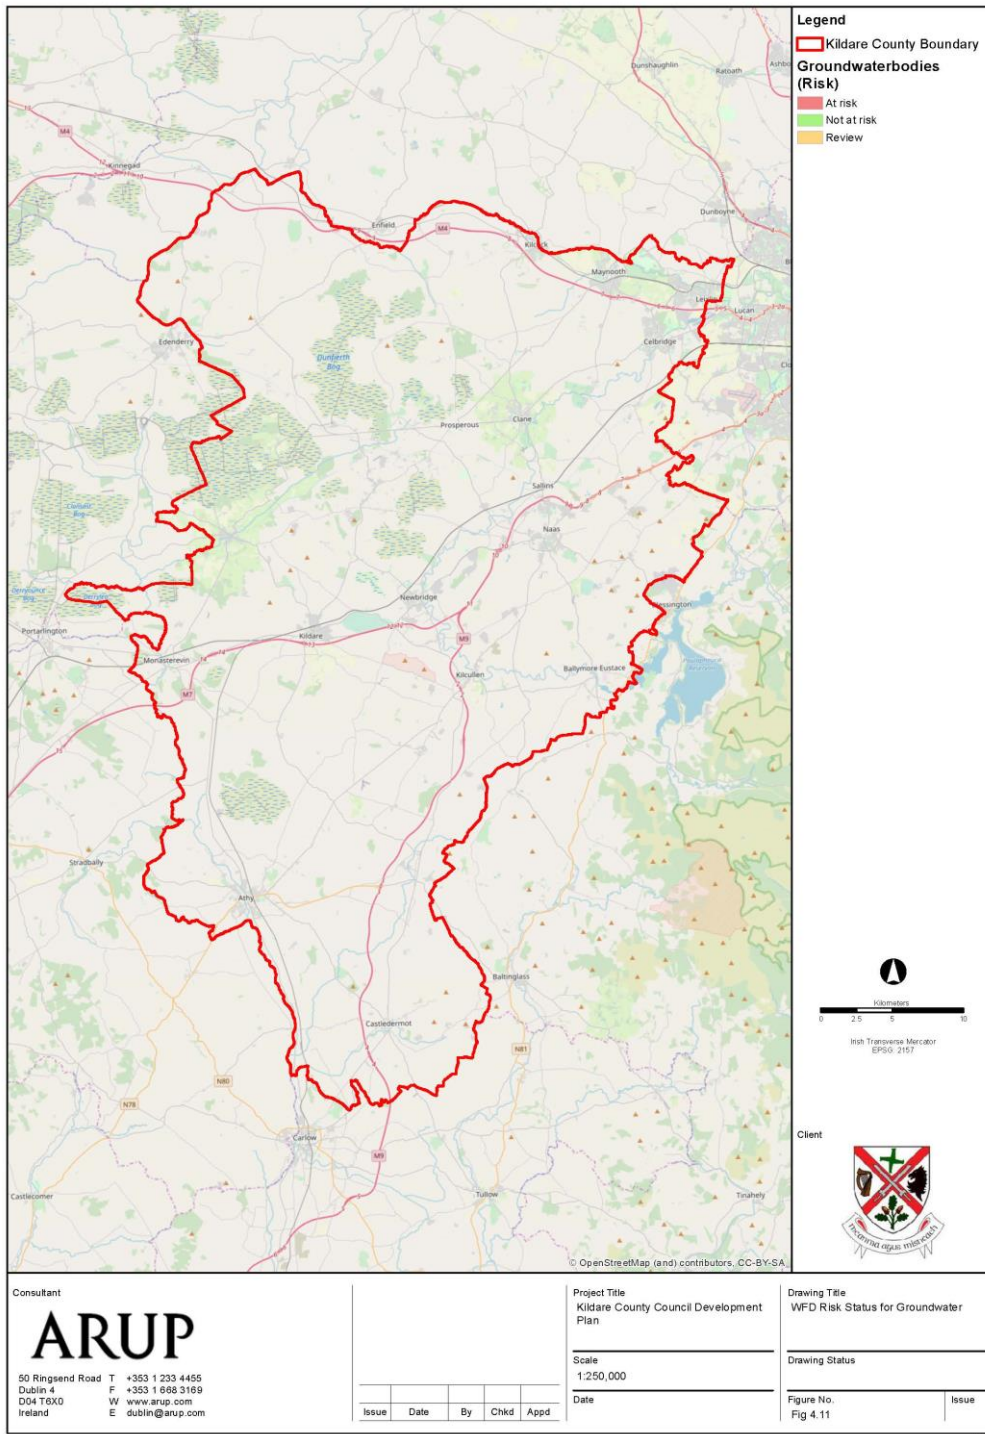 Legend
Kildare County Boundary
Groundwaterbodies
(Risk)
At risk
Not at risk
Review
Dunshaughlin
Ratoath
M4
Kinnegad
Dunboyne
Enfield
M4
Kilcock
Maynooth
Lucan
Edenderry
Celbridge
Dunberth
Bog
Clane
Prosperous
Sallins
Naas
Newbridge
Portarlington
Kildare
M9
Monasterevin
Ballymore Eustace
Kilcullen
M7
Stradbally
Athy
Baltinglass
Castledermot
N81
N80
N78
Carlow
M9
Castlecomer
Tullow
Tinahely
Kilometers
0 2.5 5 10
Irish Transverse Mercator
EPSG: 2157
Client
© OpenStreetMap (and) contributors, CC-BY-SA
Consultant
ARUP
50 Ringsend Road T +353 1 233 4455
Dublin 4 F +353 1 668 3169
D04 T6X0 W www.arup.com
Ireland E dublin@arup.com
Issue Date By Chkd Appd
Project Title
Kildare County Council Development
Plan
Scale
1:250,000
Date
Drawing Title
WFD Risk Status for Groundwater
Drawing Status
Figure No.
Fig 4.11
Issue